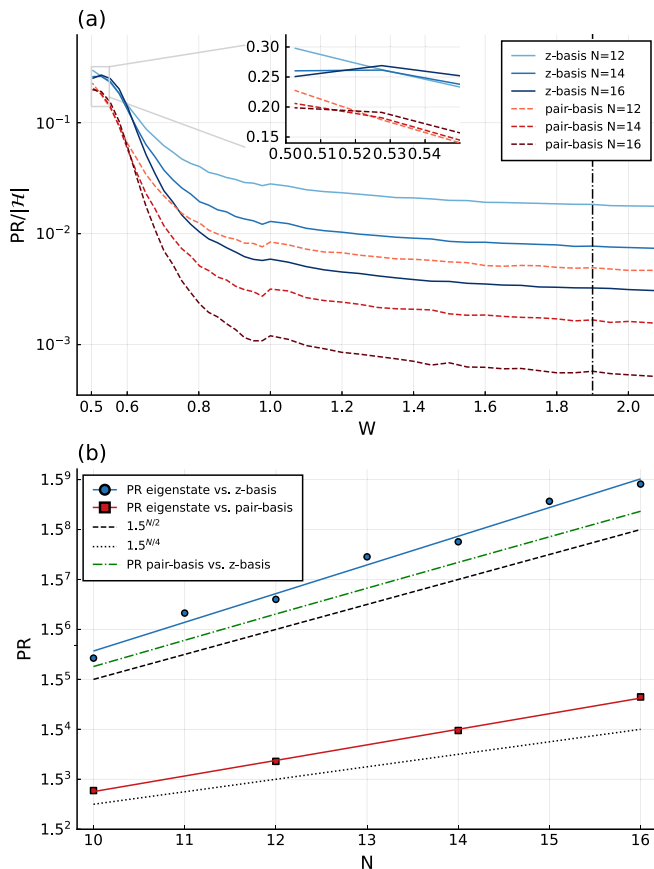 (a)
0.30
0.25
0.20
0.15
0.50 0.51 0.52 0.53 0.54
z-basis N=12
z-basis N=14
z-basis N=16
pair-basis N=12
pair-basis N=14
pair-basis N=16
PR/|ℋ|
10⁻¹
10⁻²
10⁻³
0.5 0.6 0.8 1.0 1.2 1.4 1.6 1.8 2.0
W
(b)
PR eigenstate vs. z-basis
PR eigenstate vs. pair-basis
1.5ᴺᐟ²
1.5ᴺᐟ⁴
PR pair-basis vs. z-basis
PR
1.5⁹
1.5⁸
1.5⁷
1.5⁶
1.5⁵
1.5⁴
1.5³
1.5²
10 11 12 13 14 15 16
N